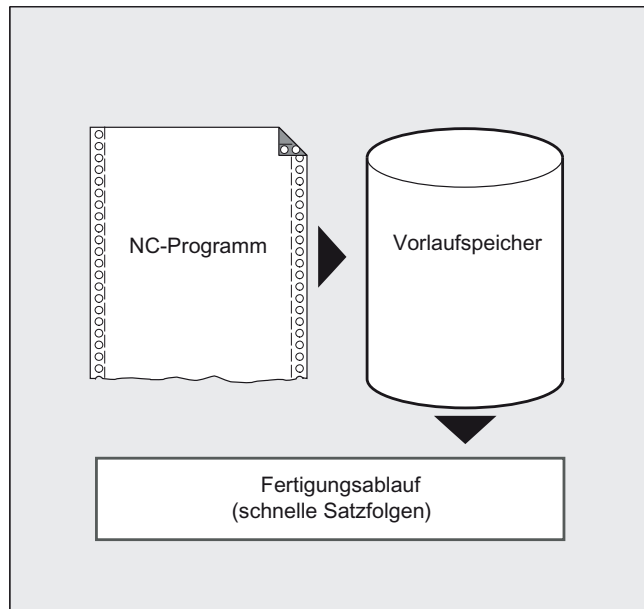 NC-Programm
Vorlaufspeicher
Fertigungsablauf
(schnelle Satzfolgen)